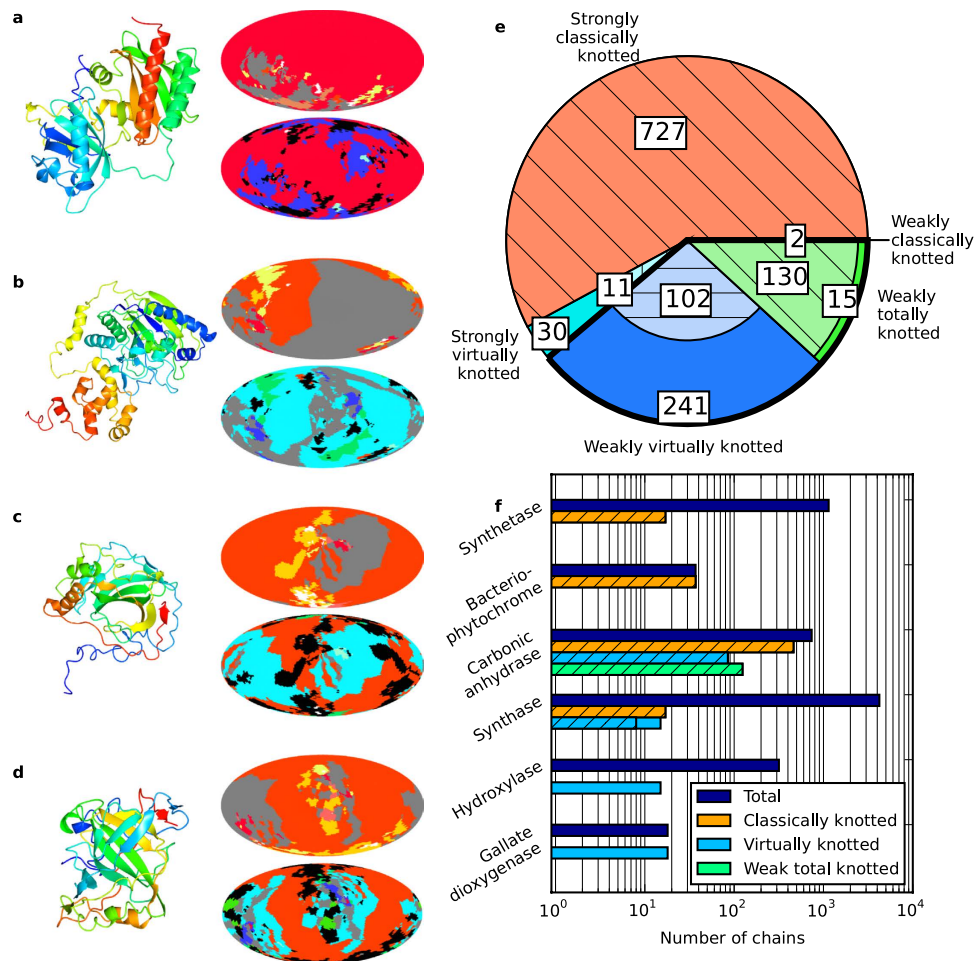 a
b
c
d
e
Strongly
classically
knotted
727
2
Weakly
classically
knotted
130
15
Weakly
totally
knotted
11
102
30
Strongly
virtually
knotted
241
Weakly virtually knotted
f
Synthetase
Bacterio-
phytochrome
Carbonic
anhydrase
Synthase
Hydroxylase
Gallate
dioxygenase
Total
Classically knotted
Virtually knotted
Weak total knotted
10⁰ 10¹ 10² 10³ 10⁴
Number of chains